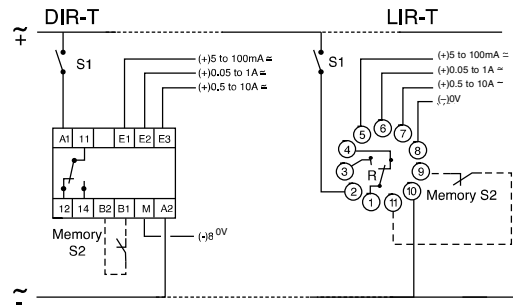 DIR-T
LIR-T
≂
+
S1
(+)5 to 100mA ≂
(+)0.05 to 1A ≂
(+)0.5 to 10A ≂
S1
(+)5 to 100mA ≂
(+)0.05 to 1A ≂
(+)0.5 to 10A ≂
(–)0V
A1 11 E1 E2 E3
12 14 B2 B1 M A2
Memory
S2
(-)8 0V
5 6 7
4 8
3 R 9
2 1 11 10
Memory S2
≂
-